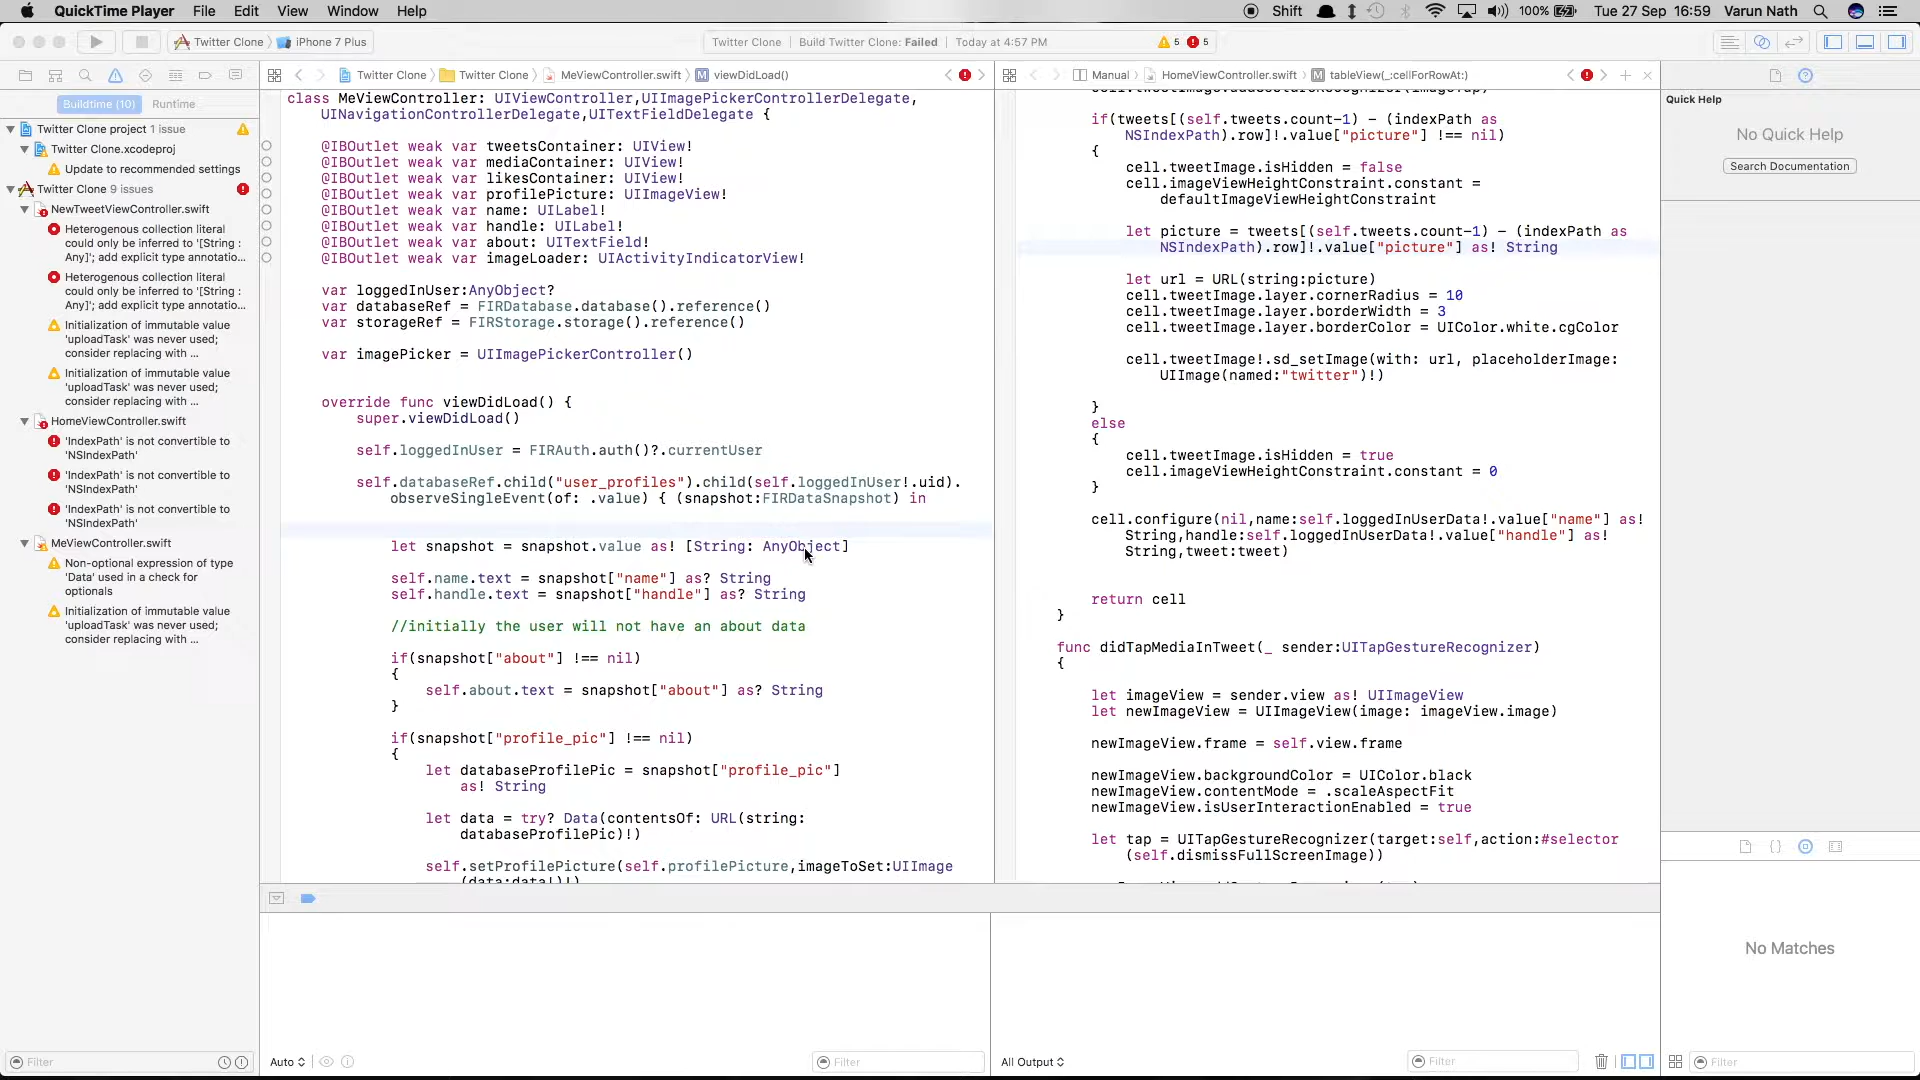 QuickTime Player File Edit View Window Help Shift 100% Tue 27 Sep 16:59 Varun Nath
Twitter Clone iPhone 7 Plus Twitter Clone | Build Twitter Clone: Failed | Today at 4:57 PM 5 5
Twitter Clone Twitter Clone MeViewController.swift M viewDidLoad()
Manual HomeViewController.swift M tableView(_:cellForRowAt:)
Buildtime (10) Runtime
Twitter Clone project 1 issue
Twitter Clone.xcodeproj
Update to recommended settings
Twitter Clone 9 issues
NewTweetViewController.swift
Heterogenous collection literal
could only be inferred to '[String :
Any]'; add explicit type annotatio...
Heterogenous collection literal
could only be inferred to '[String :
Any]'; add explicit type annotatio...
Initialization of immutable value
'uploadTask' was never used;
consider replacing with ...
Initialization of immutable value
'uploadTask' was never used;
consider replacing with ...
HomeViewController.swift
'IndexPath' is not convertible to
'NSIndexPath'
'IndexPath' is not convertible to
'NSIndexPath'
'IndexPath' is not convertible to
'NSIndexPath'
MeViewController.swift
Non-optional expression of type
'Data' used in a check for
optionals
Initialization of immutable value
'uploadTask' was never used;
consider replacing with ...
Filter
class MeViewController: UIViewController,UIImagePickerControllerDelegate,
UINavigationControllerDelegate,UITextFieldDelegate {
@IBOutlet weak var tweetsContainer: UIView!
@IBOutlet weak var mediaContainer: UIView!
@IBOutlet weak var likesContainer: UIView!
@IBOutlet weak var profilePicture: UIImageView!
@IBOutlet weak var name: UILabel!
@IBOutlet weak var handle: UILabel!
@IBOutlet weak var about: UITextField!
@IBOutlet weak var imageLoader: UIActivityIndicatorView!
var loggedInUser:AnyObject?
var databaseRef = FIRDatabase.database().reference()
var storageRef = FIRStorage.storage().reference()
var imagePicker = UIImagePickerController()
override func viewDidLoad() {
super.viewDidLoad()
self.loggedInUser = FIRAuth.auth()?.currentUser
self.databaseRef.child("user_profiles").child(self.loggedInUser!.uid).
observeSingleEvent(of: .value) { (snapshot:FIRDataSnapshot) in
let snapshot = snapshot.value as! [String: AnyObject]
self.name.text = snapshot["name"] as? String
self.handle.text = snapshot["handle"] as? String
//initially the user will not have an about data
if(snapshot["about"] !== nil)
{
self.about.text = snapshot["about"] as? String
}
if(snapshot["profile_pic"] !== nil)
{
let databaseProfilePic = snapshot["profile_pic"]
as! String
let data = try? Data(contentsOf: URL(string:
databaseProfilePic)!)
self.setProfilePicture(self.profilePicture,imageToSet:UIImage
(data:data!)!)
if(tweets[(self.tweets.count-1) - (indexPath as
NSIndexPath).row]!.value["picture"] !== nil)
{
cell.tweetImage.isHidden = false
cell.imageViewHeightConstraint.constant =
defaultImageViewHeightConstraint
let picture = tweets[(self.tweets.count-1) - (indexPath as
NSIndexPath).row]!.value["picture"] as! String
let url = URL(string:picture)
cell.tweetImage.layer.cornerRadius = 10
cell.tweetImage.layer.borderWidth = 3
cell.tweetImage.layer.borderColor = UIColor.white.cgColor
cell.tweetImage!.sd_setImage(with: url, placeholderImage:
UIImage(named:"twitter")!)
}
else
{
cell.tweetImage.isHidden = true
cell.imageViewHeightConstraint.constant = 0
}
cell.configure(nil,name:self.loggedInUserData!.value["name"] as!
String,handle:self.loggedInUserData!.value["handle"] as!
String,tweet:tweet)
return cell
}
func didTapMediaInTweet(_ sender:UITapGestureRecognizer)
{
let imageView = sender.view as! UIImageView
let newImageView = UIImageView(image: imageView.image)
newImageView.frame = self.view.frame
newImageView.backgroundColor = UIColor.black
newImageView.contentMode = .scaleAspectFit
newImageView.isUserInteractionEnabled = true
let tap = UITapGestureRecognizer(target:self,action:#selector
(self.dismissFullScreenImage))
Auto Filter
All Output Filter
Quick Help
No Quick Help
Search Documentation
{}
No Matches
Filter